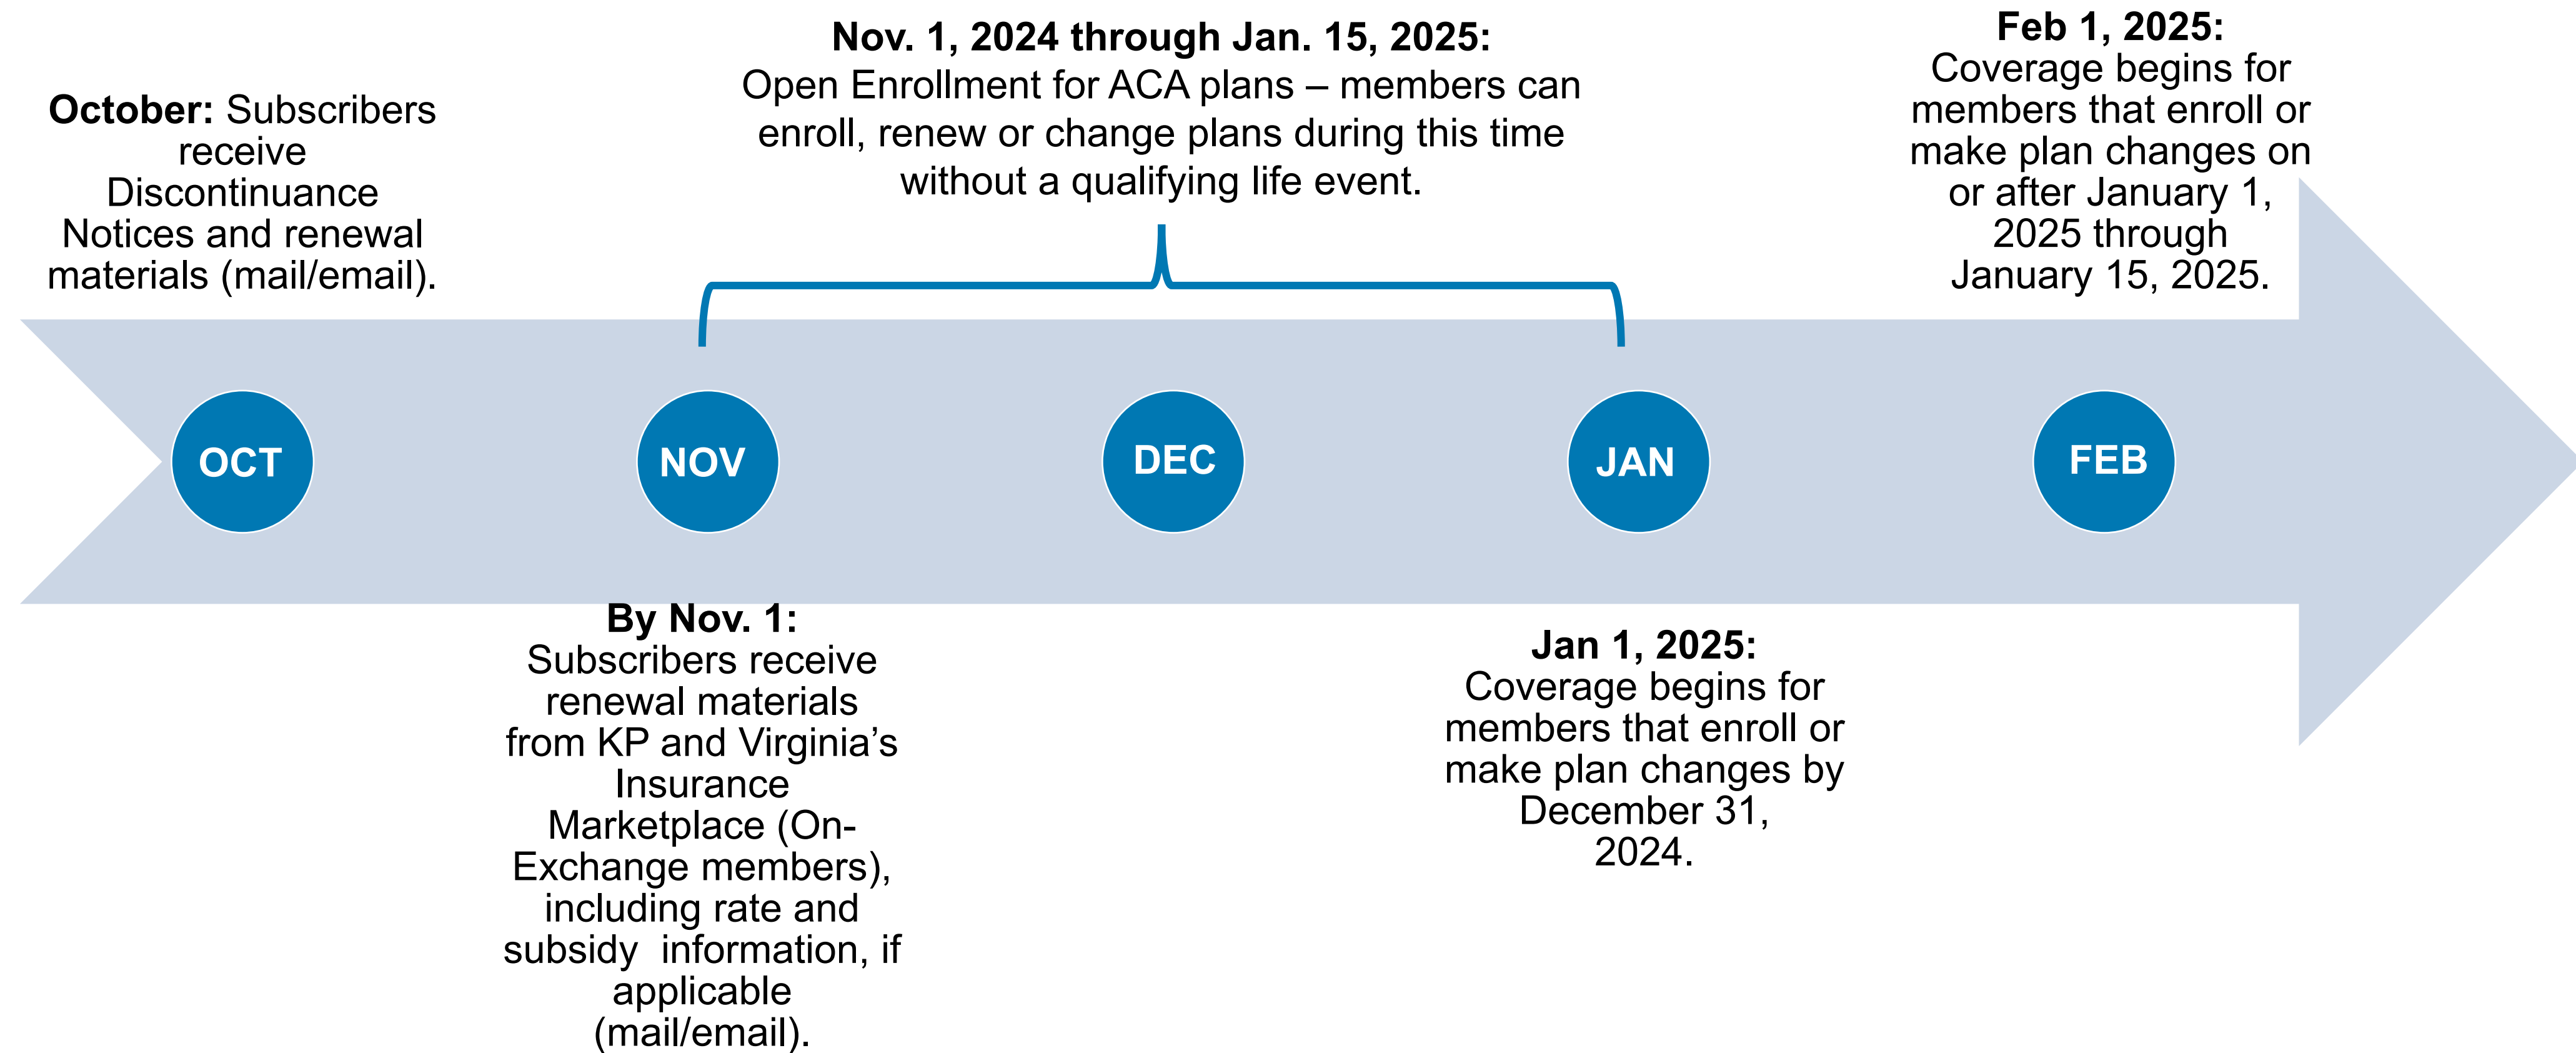 October: Subscribers
receive
Discontinuance
Notices and renewal
materials (mail/email).
Nov. 1, 2024 through Jan. 15, 2025:
Open Enrollment for ACA plans – members can
enroll, renew or change plans during this time
without a qualifying life event.
Feb 1, 2025:
Coverage begins for
members that enroll or
make plan changes on
or after January 1,
2025 through
January 15, 2025.
OCT
NOV
DEC
JAN
FEB
By Nov. 1:
Subscribers receive
renewal materials
from KP and Virginia’s
Insurance
Marketplace (On-
Exchange members),
including rate and
subsidy  information, if
applicable
(mail/email).
Jan 1, 2025:
Coverage begins for
members that enroll or
make plan changes by
December 31,
2024.